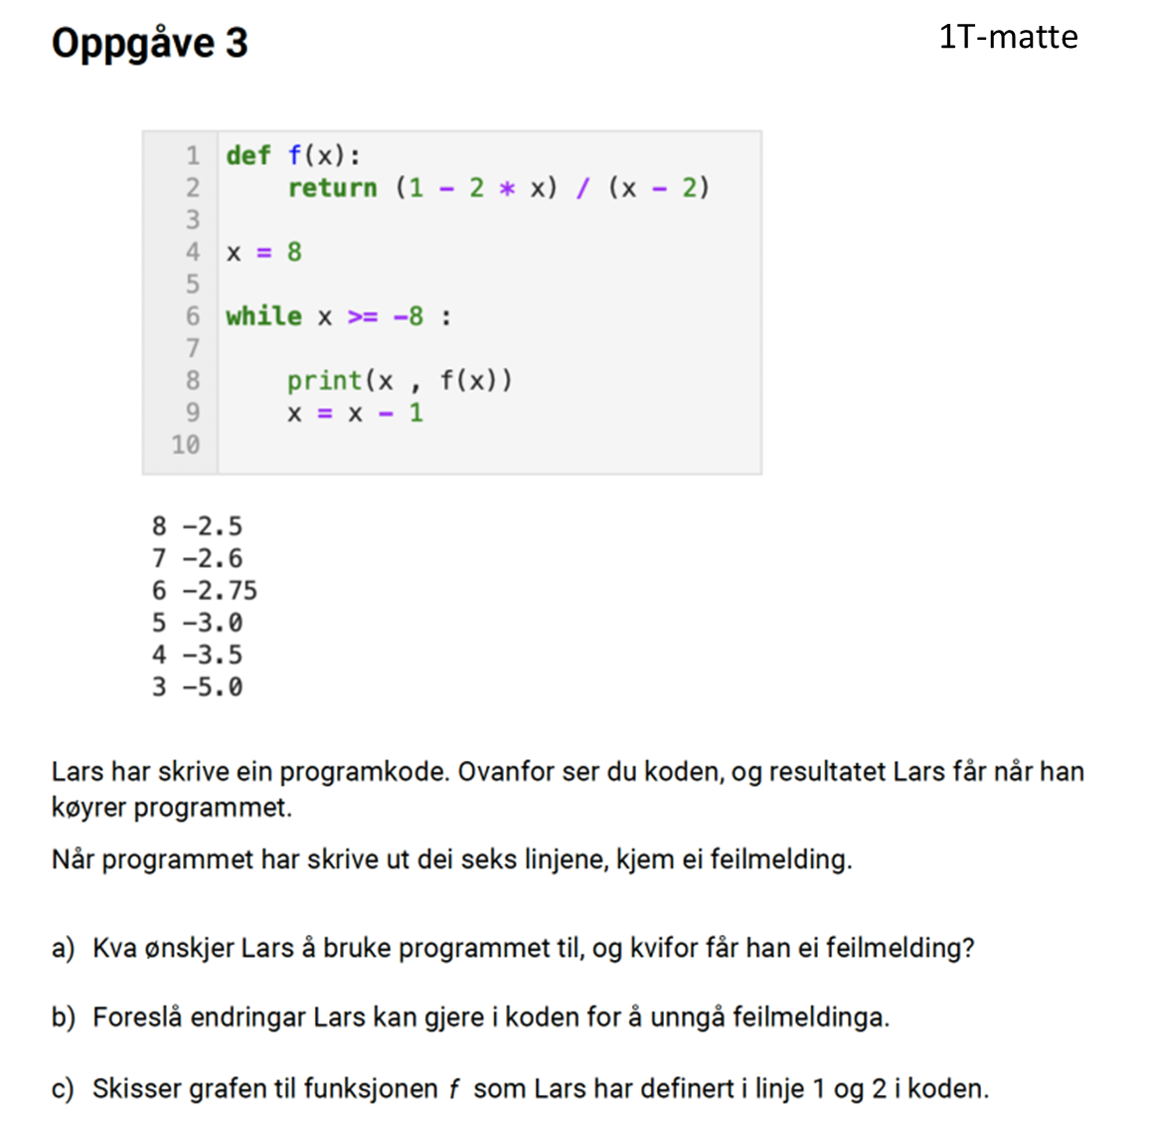 Oppgåve 3
1T-matte
1 def f(x):
2     return (1 - 2 * x) / (x - 2)
3
4 x = 8
5
6 while x >= -8 :
7
8     print(x , f(x))
9     x = x - 1
10
8 -2.5
7 -2.6
6 -2.75
5 -3.0
4 -3.5
3 -5.0
Lars har skrive ein programkode. Ovanfor ser du koden, og resultatet Lars får når han
køyrer programmet.
Når programmet har skrive ut dei seks linjene, kjem ei feilmelding.
a) Kva ønskjer Lars å bruke programmet til, og kvifor får han ei feilmelding?
b) Foreslå endringar Lars kan gjere i koden for å unngå feilmeldinga.
c) Skisser grafen til funksjonen f som Lars har definert i linje 1 og 2 i koden.